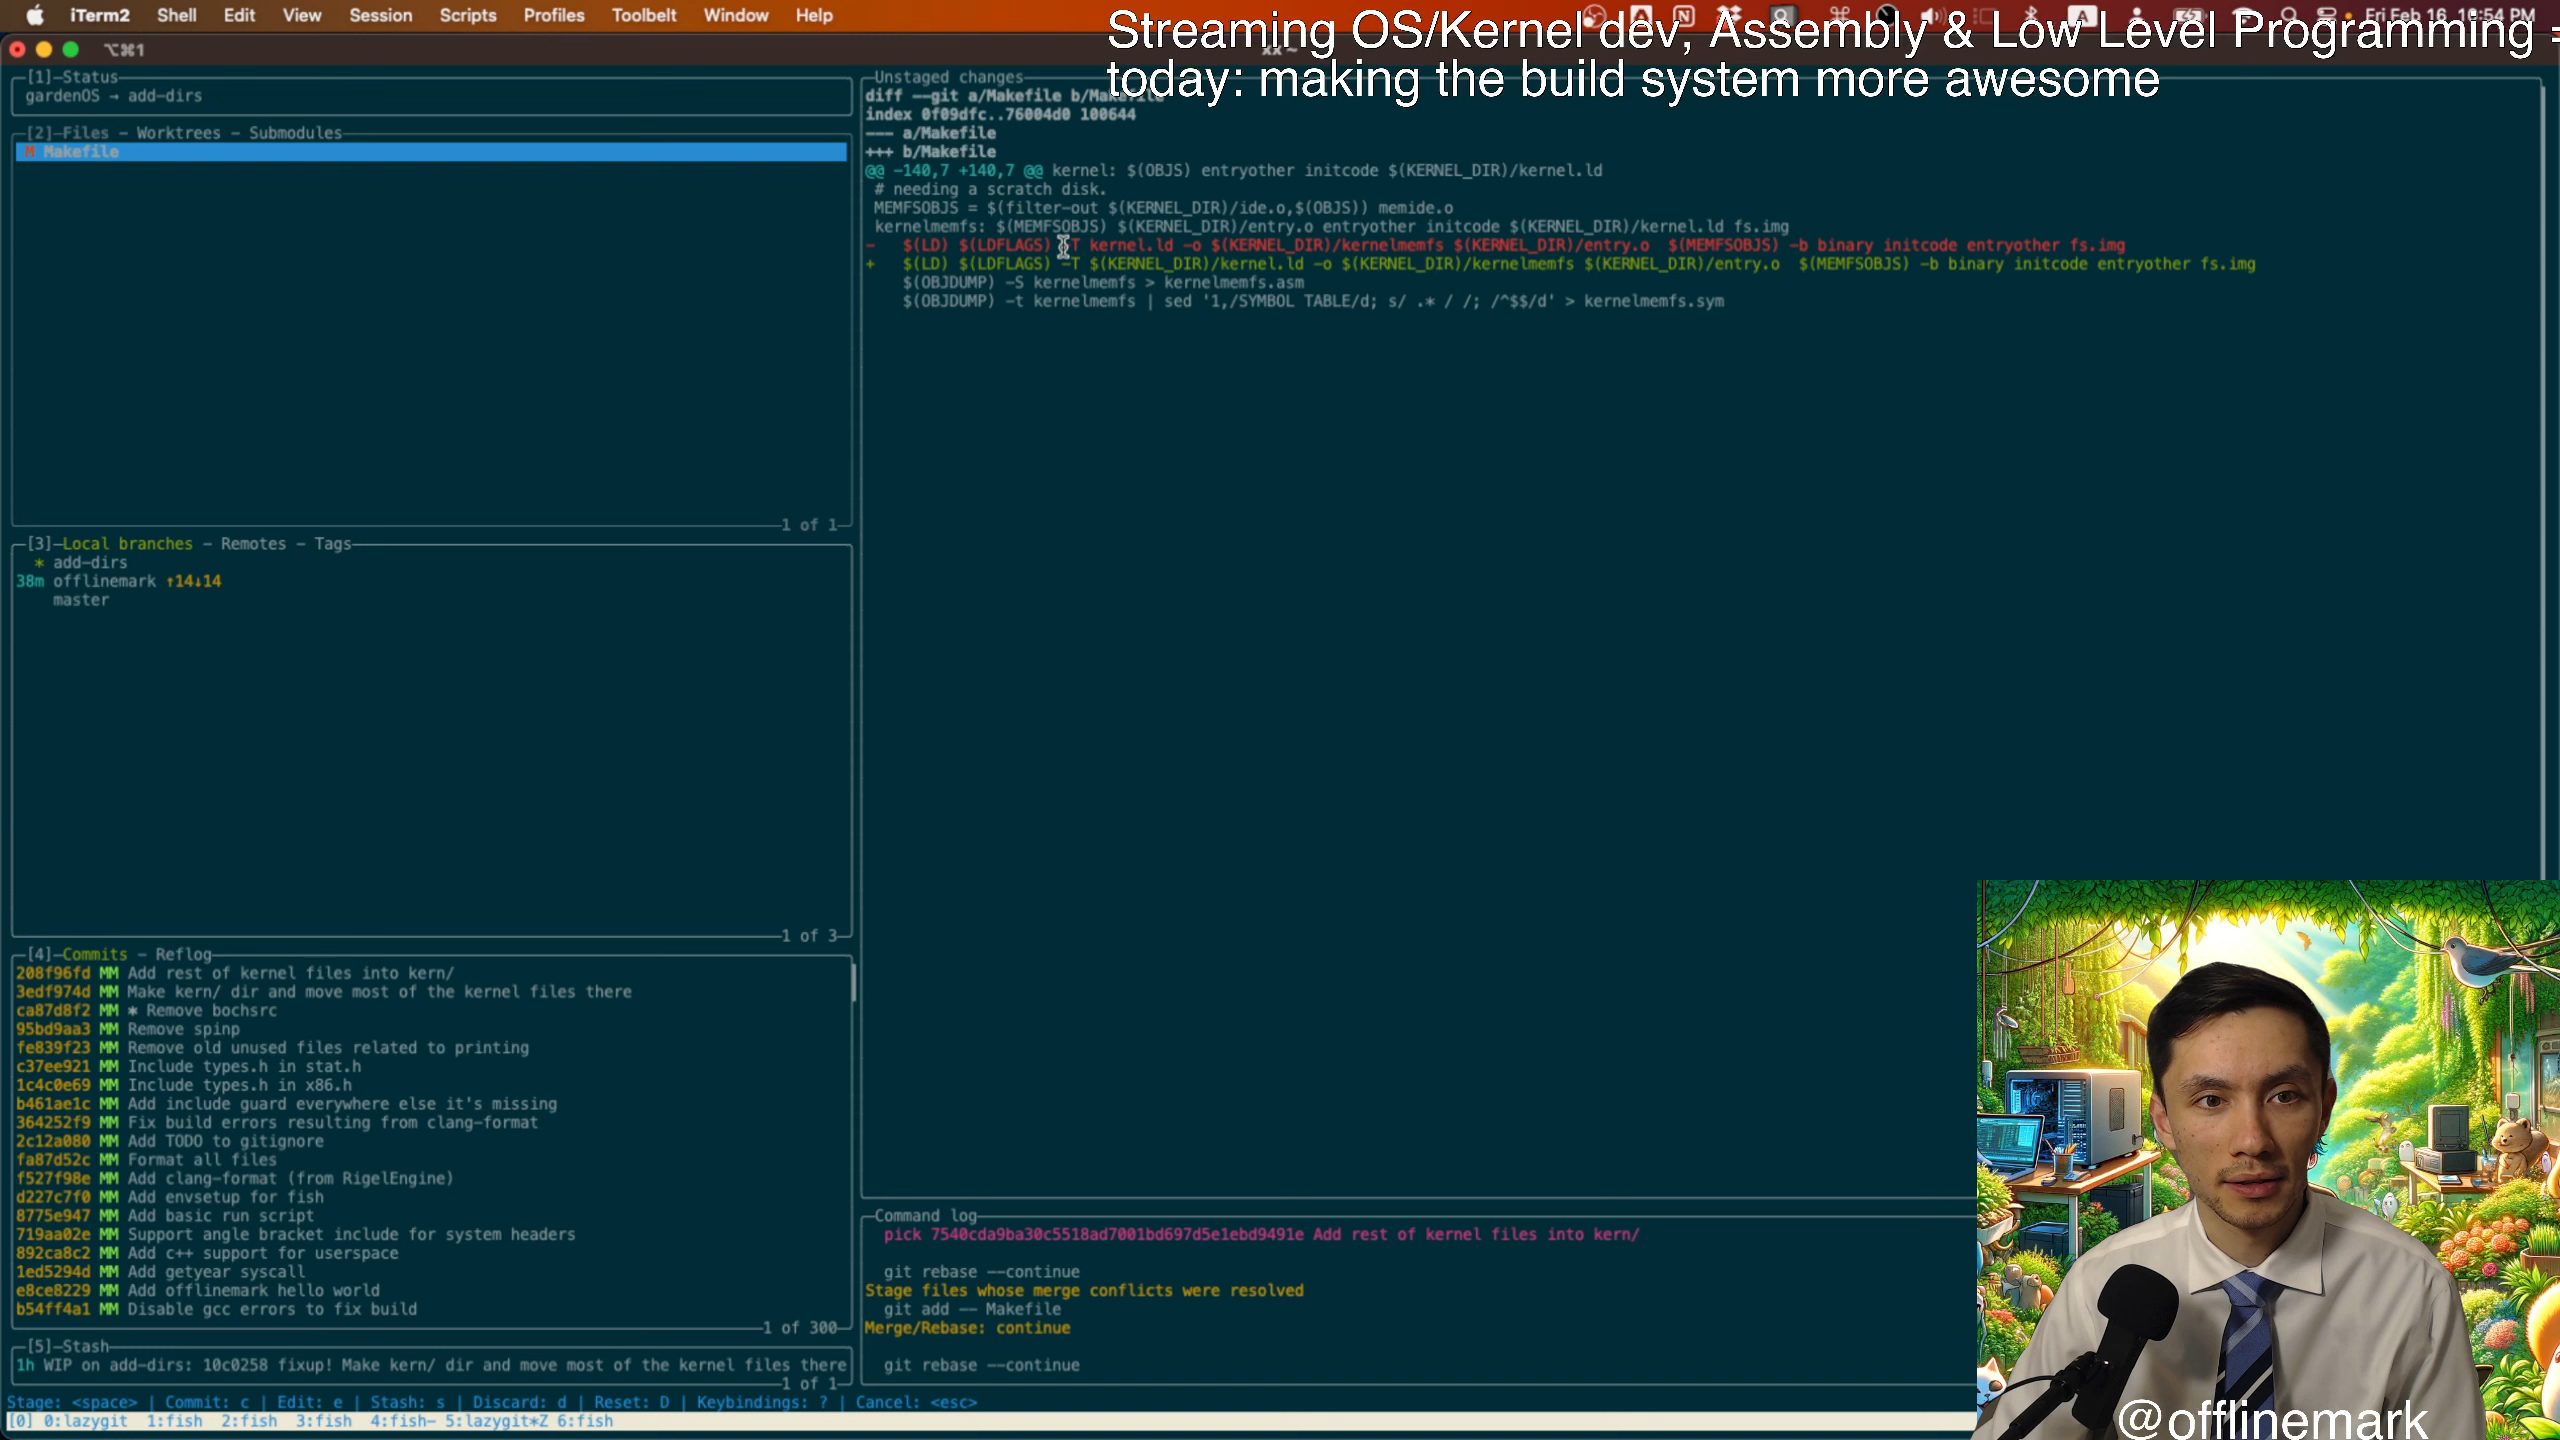 iTerm2 Shell Edit View Session Scripts Profiles Toolbelt Window Help
Fri Feb 16 10:54 PM
Streaming OS/Kernel dev, Assembly & Low Level Programming =
today: making the build system more awesome
⌥⌘1
[1]-Status
gardenOS → add-dirs
[2]-Files - Worktrees - Submodules
M Makefile
1 of 1
[3]-Local branches - Remotes - Tags
* add-dirs
38m offlinemark ↑14↓14
master
1 of 3
[4]-Commits - Reflog
208f96fd MM Add rest of kernel files into kern/
3edf974d MM Make kern/ dir and move most of the kernel files there
ca87d8f2 MM * Remove bochsrc
95bd9aa3 MM Remove spinp
fe839f23 MM Remove old unused files related to printing
c37ee921 MM Include types.h in stat.h
1c4c0e69 MM Include types.h in x86.h
b461ae1c MM Add include guard everywhere else it's missing
364252f9 MM Fix build errors resulting from clang-format
2c12a080 MM Add TODO to gitignore
fa87d52c MM Format all files
f527f98e MM Add clang-format (from RigelEngine)
d227c7f0 MM Add envsetup for fish
8775e947 MM Add basic run script
719aa02e MM Support angle bracket include for system headers
892ca8c2 MM Add c++ support for userspace
1ed5294d MM Add getyear syscall
e8ce8229 MM Add offlinemark hello world
b54ff4a1 MM Disable gcc errors to fix build
1 of 300
[5]-Stash
1h WIP on add-dirs: 10c0258 fixup! Make kern/ dir and move most of the kernel files there
1 of 1
Unstaged changes
diff --git a/Makefile b/Makefile
index 0f09dfc..76004d0 100644
--- a/Makefile
+++ b/Makefile
@@ -140,7 +140,7 @@ kernel: $(OBJS) entryother initcode $(KERNEL_DIR)/kernel.ld
# needing a scratch disk.
MEMFSOBJS = $(filter-out $(KERNEL_DIR)/ide.o,$(OBJS)) memide.o
kernelmemfs: $(MEMFSOBJS) $(KERNEL_DIR)/entry.o entryother initcode $(KERNEL_DIR)/kernel.ld fs.img
- $(LD) $(LDFLAGS) -T kernel.ld -o $(KERNEL_DIR)/kernelmemfs $(KERNEL_DIR)/entry.o $(MEMFSOBJS) -b binary initcode entryother fs.img
+ $(LD) $(LDFLAGS) -T $(KERNEL_DIR)/kernel.ld -o $(KERNEL_DIR)/kernelmemfs $(KERNEL_DIR)/entry.o $(MEMFSOBJS) -b binary initcode entryother fs.img
$(OBJDUMP) -S kernelmemfs > kernelmemfs.asm
$(OBJDUMP) -t kernelmemfs | sed '1,/SYMBOL TABLE/d; s/ .* / /; /^$$/d' > kernelmemfs.sym
Command log
pick 7540cda9ba30c5518ad7001bd697d5e1ebd9491e Add rest of kernel files into kern/
git rebase --continue
Stage files whose merge conflicts were resolved
git add -- Makefile
Merge/Rebase: continue
git rebase --continue
Stage: <space> | Commit: c | Edit: e | Stash: s | Discard: d | Reset: D | Keybindings: ? | Cancel: <esc>
[0] 0:lazygit 1:fish 2:fish 3:fish 4:fish- 5:lazygit*Z 6:fish
@offlinemark